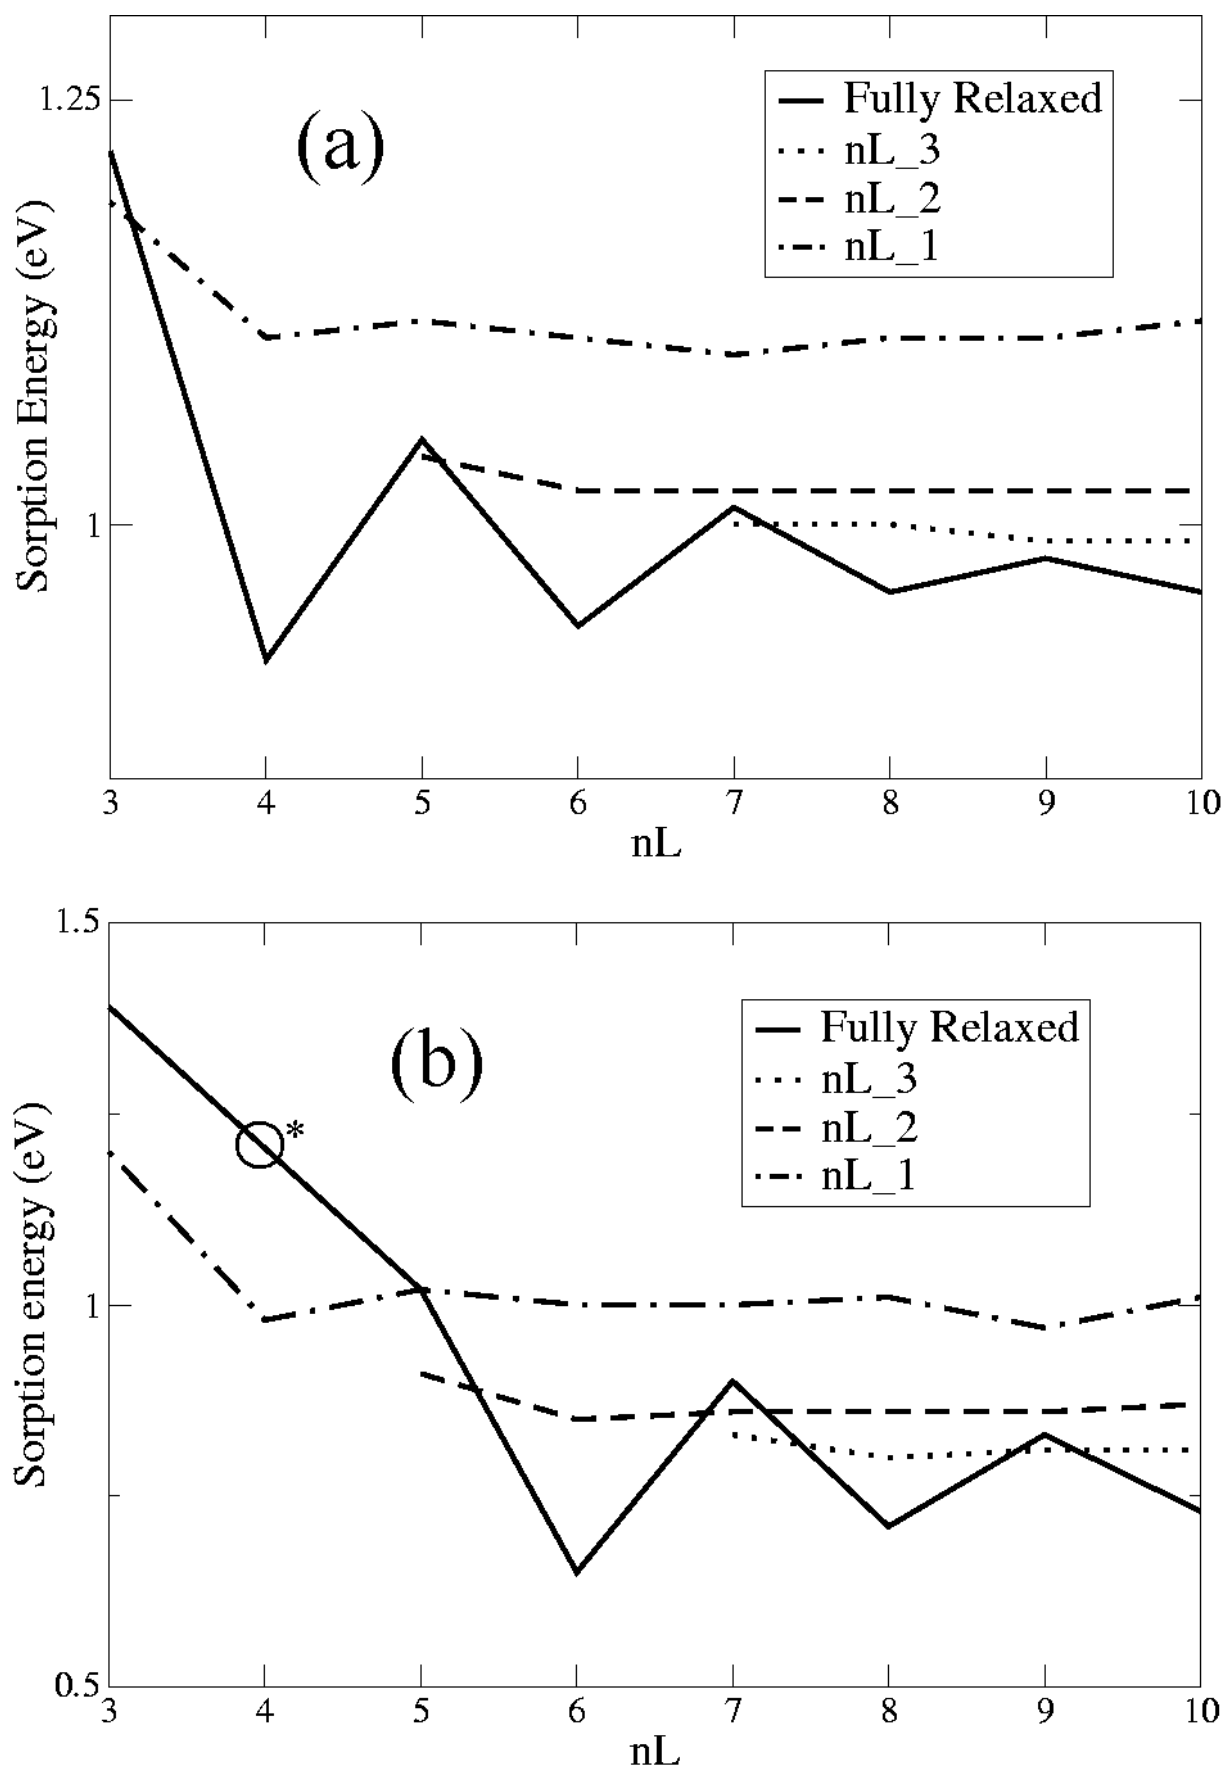 1.25
(a)
Fully Relaxed
nL_3
nL_2
nL_1
Sorption Energy (eV)
1
3 4 5 6 7 8 9 10
nL
1.5
(b)
Fully Relaxed
nL_3
nL_2
nL_1
*
Sorption energy (eV)
1
0.5
3 4 5 6 7 8 9 10
nL